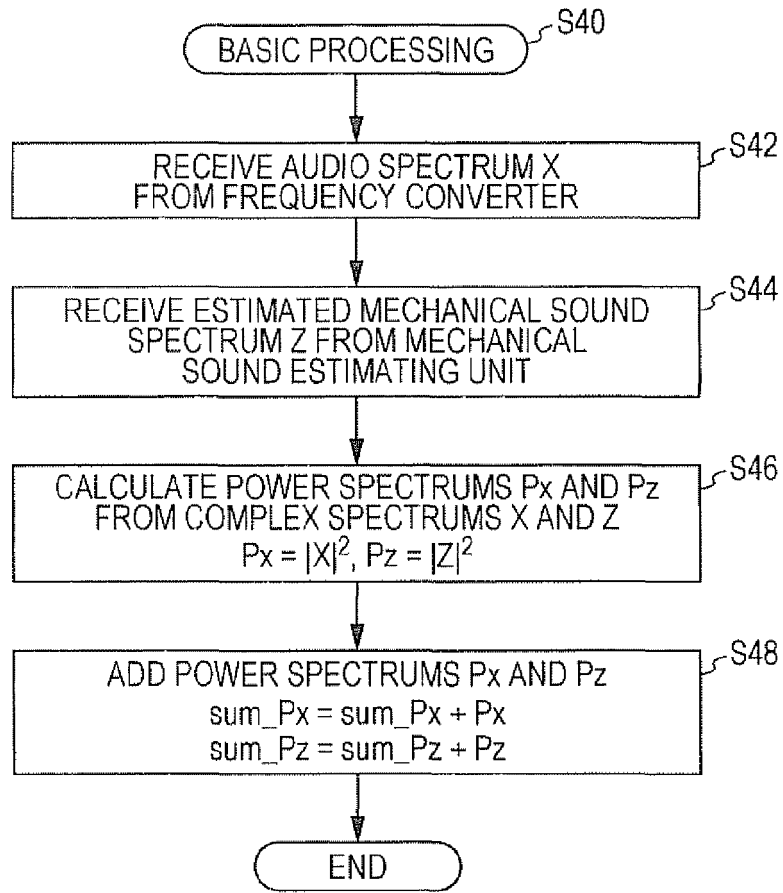 BASIC PROCESSING
S40
S42
RECEIVE AUDIO SPECTRUM X
FROM FREQUENCY CONVERTER
S44
RECEIVE ESTIMATED MECHANICAL SOUND
SPECTRUM Z FROM MECHANICAL
SOUND ESTIMATING UNIT
S46
CALCULATE POWER SPECTRUMS Px AND Pz
FROM COMPLEX SPECTRUMS X AND Z
Px = |X|², Pz = |Z|²
S48
ADD POWER SPECTRUMS Px AND Pz
sum_Px = sum_Px + Px
sum_Pz = sum_Pz + Pz
END